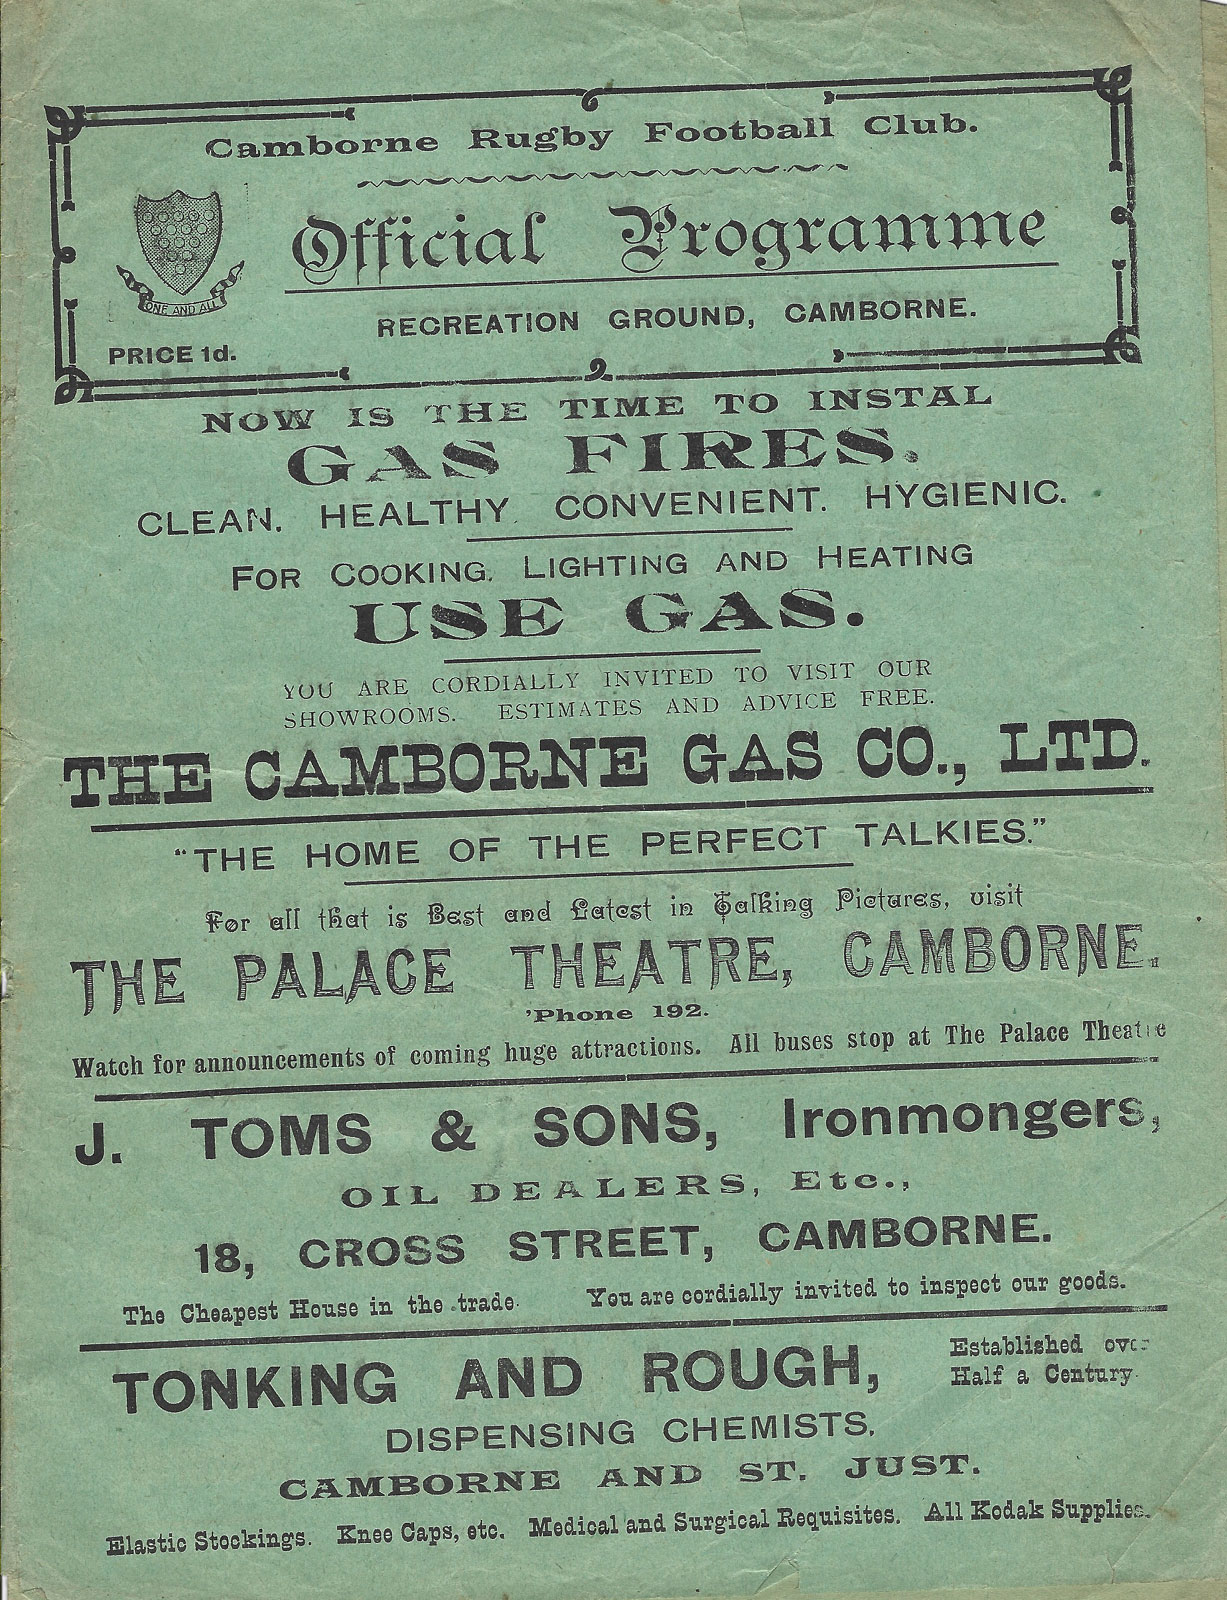 Camborne Rugby Football Club.
Official Programme
ONE AND ALL
RECREATION GROUND, CAMBORNE.
PRICE 1d.
NOW IS THE TIME TO INSTAL
GAS FIRES.
CLEAN. HEALTHY. CONVENIENT. HYGIENIC.
FOR COOKING, LIGHTING AND HEATING
USE GAS.
YOU ARE CORDIALLY INVITED TO VISIT OUR
SHOWROOMS. ESTIMATES AND ADVICE FREE.
THE CAMBORNE GAS CO., LTD.
"THE HOME OF THE PERFECT TALKIES."
For all that is Best and Latest in Talking Pictures, visit
THE PALACE THEATRE, CAMBORNE.
'Phone 192.
Watch for announcements of coming huge attractions. All buses stop at The Palace Theatre
J. TOMS & SONS, Ironmongers,
OIL DEALERS, Etc.,
18, CROSS STREET, CAMBORNE.
The Cheapest House in the trade. You are cordially invited to inspect our goods.
TONKING AND ROUGH,
Established over
Half a Century.
DISPENSING CHEMISTS,
CAMBORNE AND ST. JUST.
Elastic Stockings. Knee Caps, etc. Medical and Surgical Requisites. All Kodak Supplies.